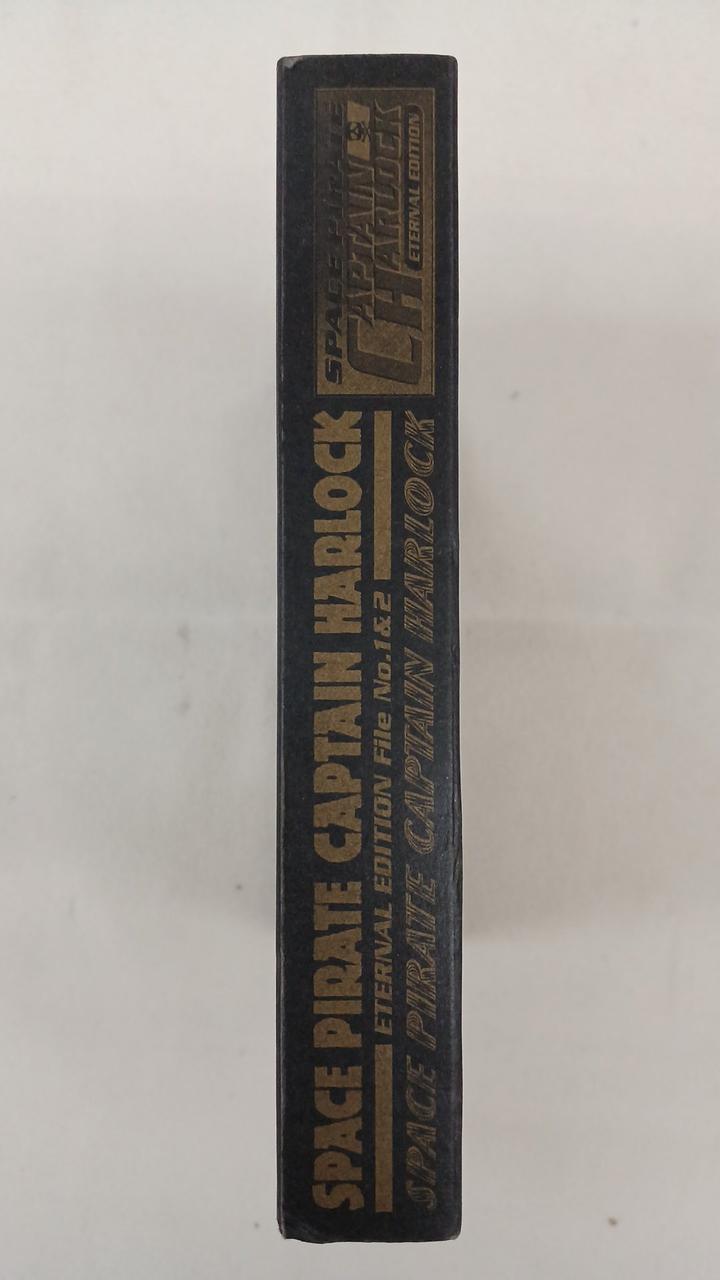 SPACE PIRATE CAPTAIN HARLOCK
ETERNAL EDITION File No.1&2
SPACE PIRATE CAPTAIN HARLOCK
SPACE PIRATE
CAPTAIN
HARLOCK
ETERNAL EDITION